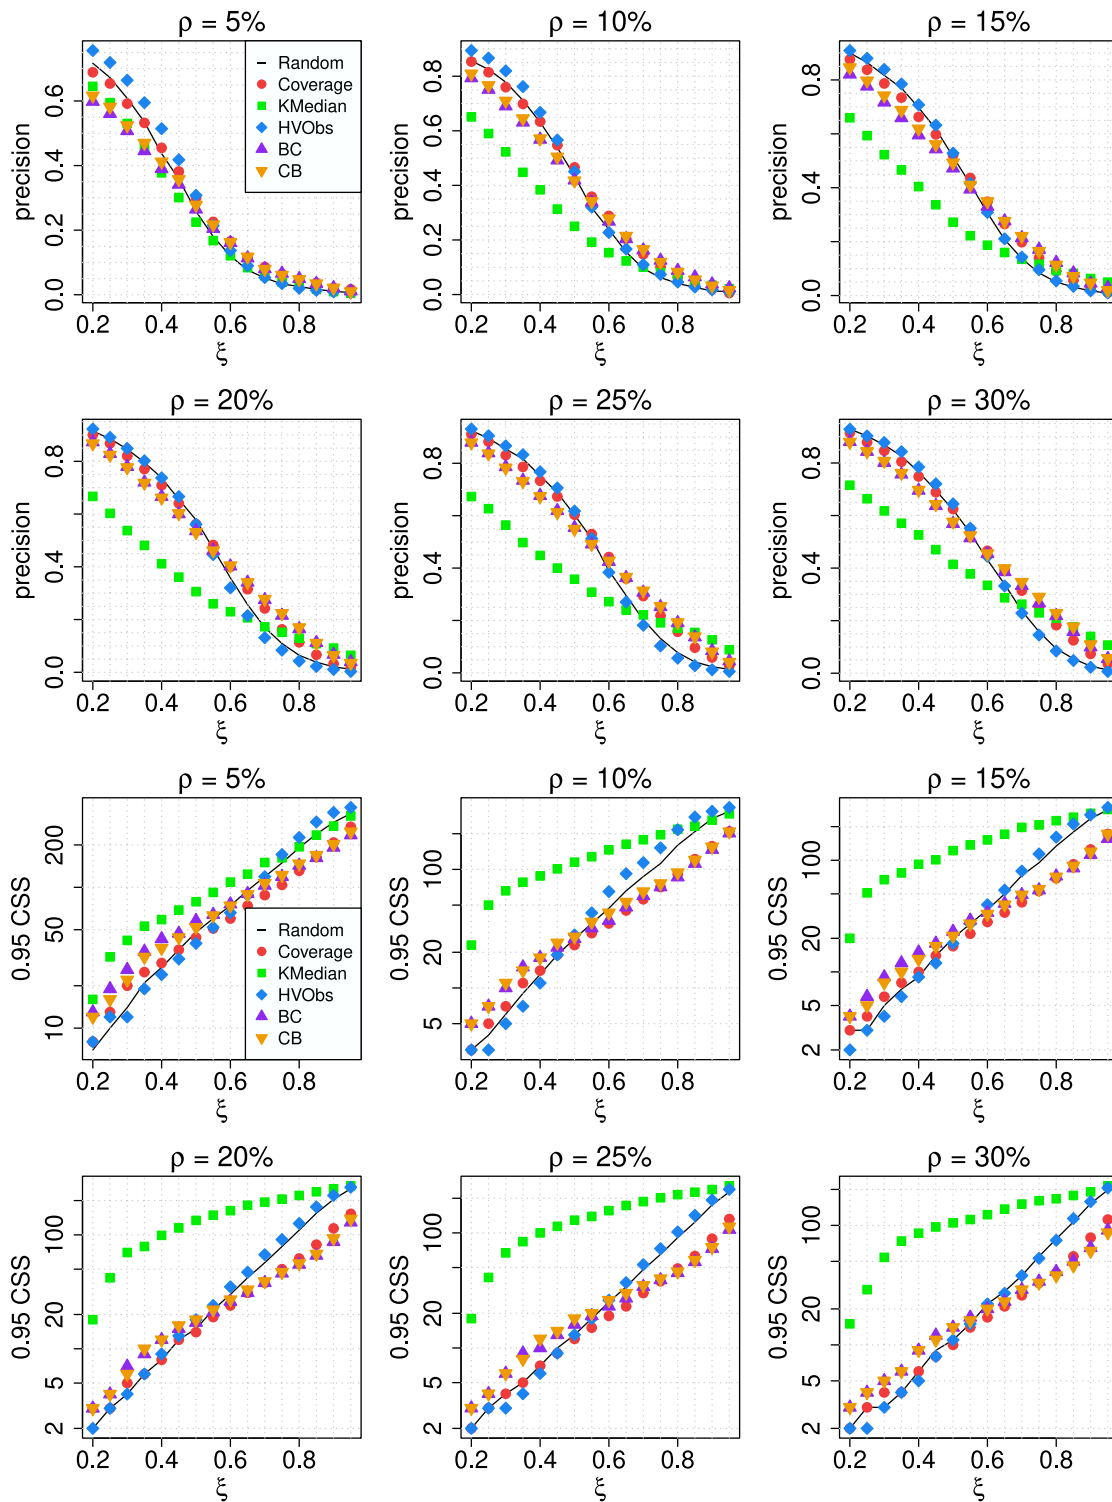 ρ = 5%
ρ = 10%
ρ = 15%
precision
0.0 0.2 0.4 0.6
Random
Coverage
KMedian
HVObs
BC
CB
0.2 0.4 0.6 0.8
ξ
precision
0.0 0.2 0.4 0.6 0.8
0.2 0.4 0.6 0.8
ξ
precision
0.0 0.4 0.8
0.2 0.4 0.6 0.8
ξ
ρ = 20%
ρ = 25%
ρ = 30%
precision
0.0 0.4 0.8
0.2 0.4 0.6 0.8
ξ
precision
0.0 0.4 0.8
0.2 0.4 0.6 0.8
ξ
precision
0.0 0.4 0.8
0.2 0.4 0.6 0.8
ξ
ρ = 5%
ρ = 10%
ρ = 15%
0.95 CSS
10 50 200
Random
Coverage
KMedian
HVObs
BC
CB
0.2 0.4 0.6 0.8
ξ
0.95 CSS
5 20 100
0.2 0.4 0.6 0.8
ξ
0.95 CSS
2 5 20 100
0.2 0.4 0.6 0.8
ξ
ρ = 20%
ρ = 25%
ρ = 30%
0.95 CSS
2 5 20 100
0.2 0.4 0.6 0.8
ξ
0.95 CSS
2 5 20 100
0.2 0.4 0.6 0.8
ξ
0.95 CSS
2 5 20 100
0.2 0.4 0.6 0.8
ξ